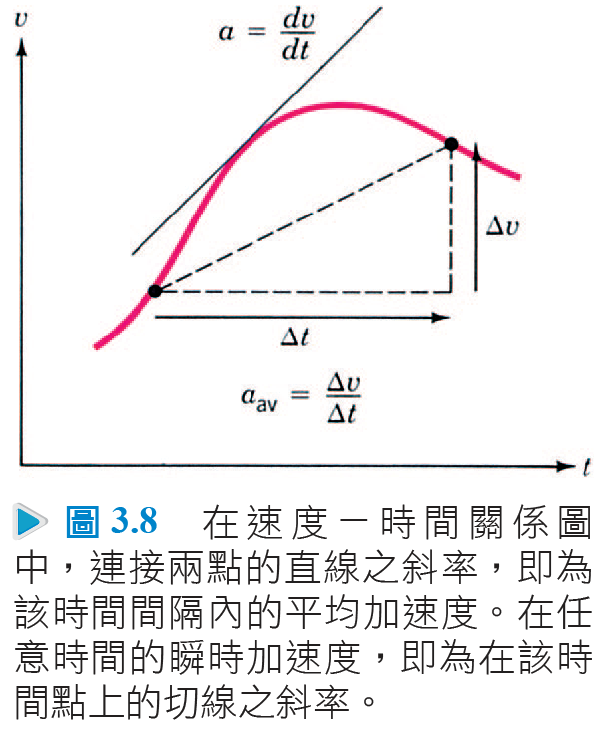 v
a = dv/dt
Δv
Δt
a_av = Δv/Δt
t
圖 3.8 在速度－時間關係圖
中，連接兩點的直線之斜率，即為
該時間間隔內的平均加速度。在任
意時間的瞬時加速度，即為在該時
間點上的切線之斜率。